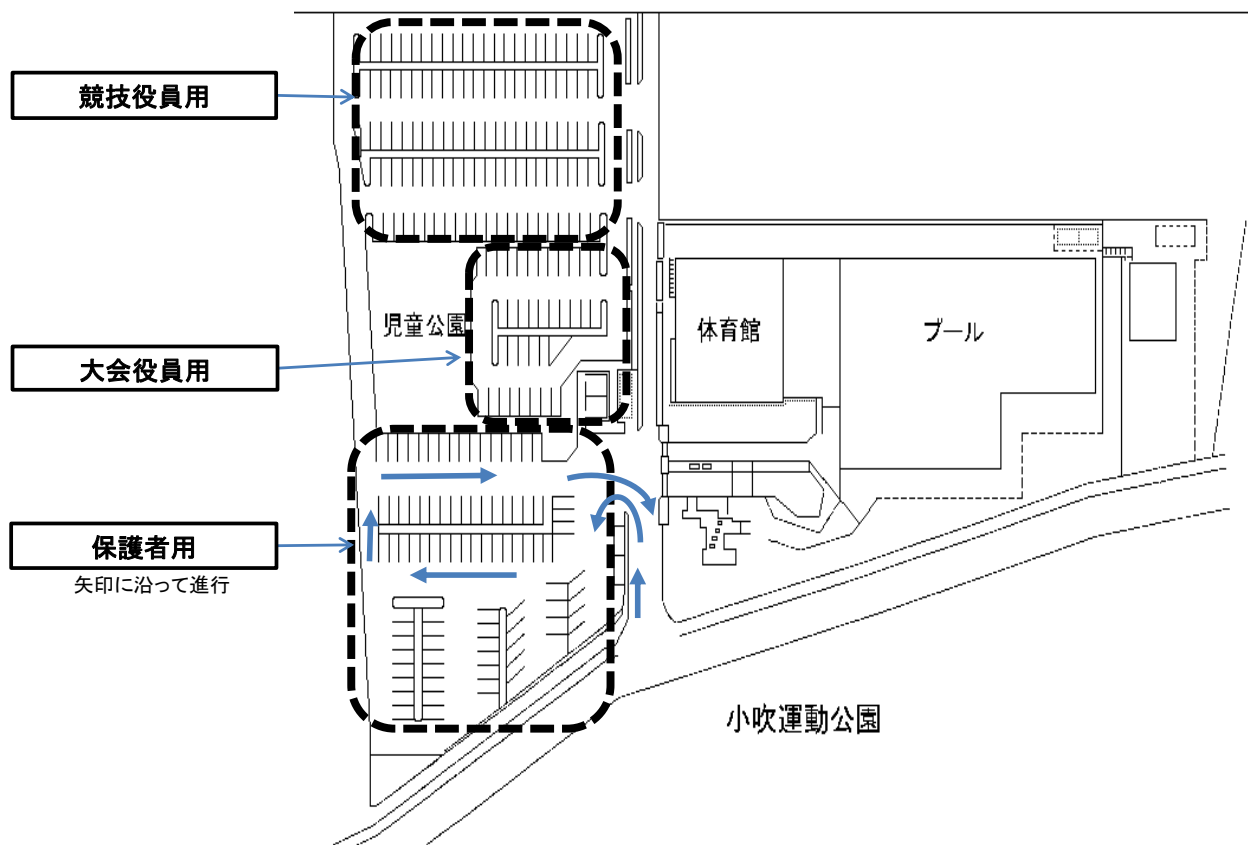 競技役員用
児童公園
体育館
プール
大会役員用
保護者用
矢印に沿って進行
小吹運動公園